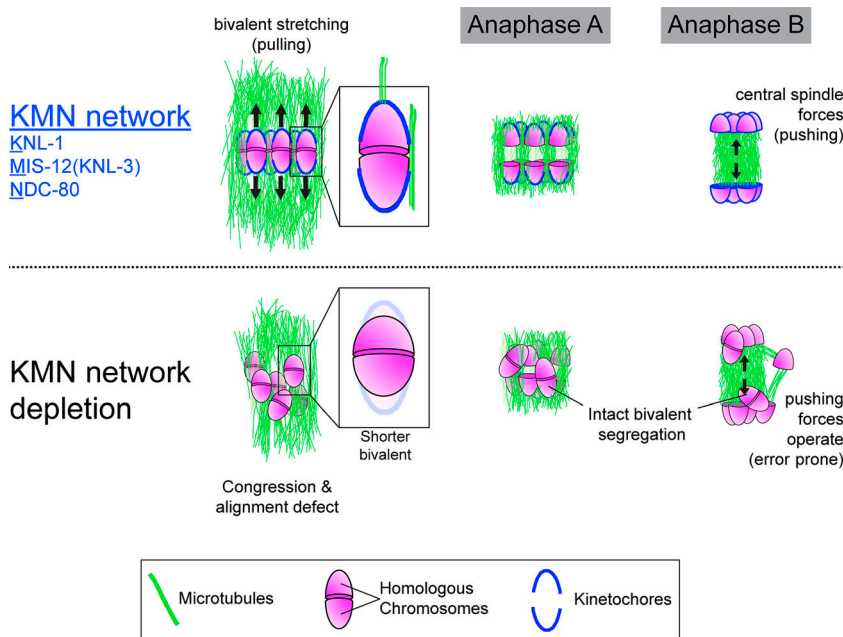 bivalent stretching
(pulling)
Anaphase A
Anaphase B
KMN network
KNL-1
MIS-12(KNL-3)
NDC-80
central spindle
forces
(pushing)
KMN network
depletion
Shorter
bivalent
Congression &
alignment defect
Intact bivalent
segregation
pushing
forces
operate
(error prone)
Microtubules
Homologous
Chromosomes
Kinetochores